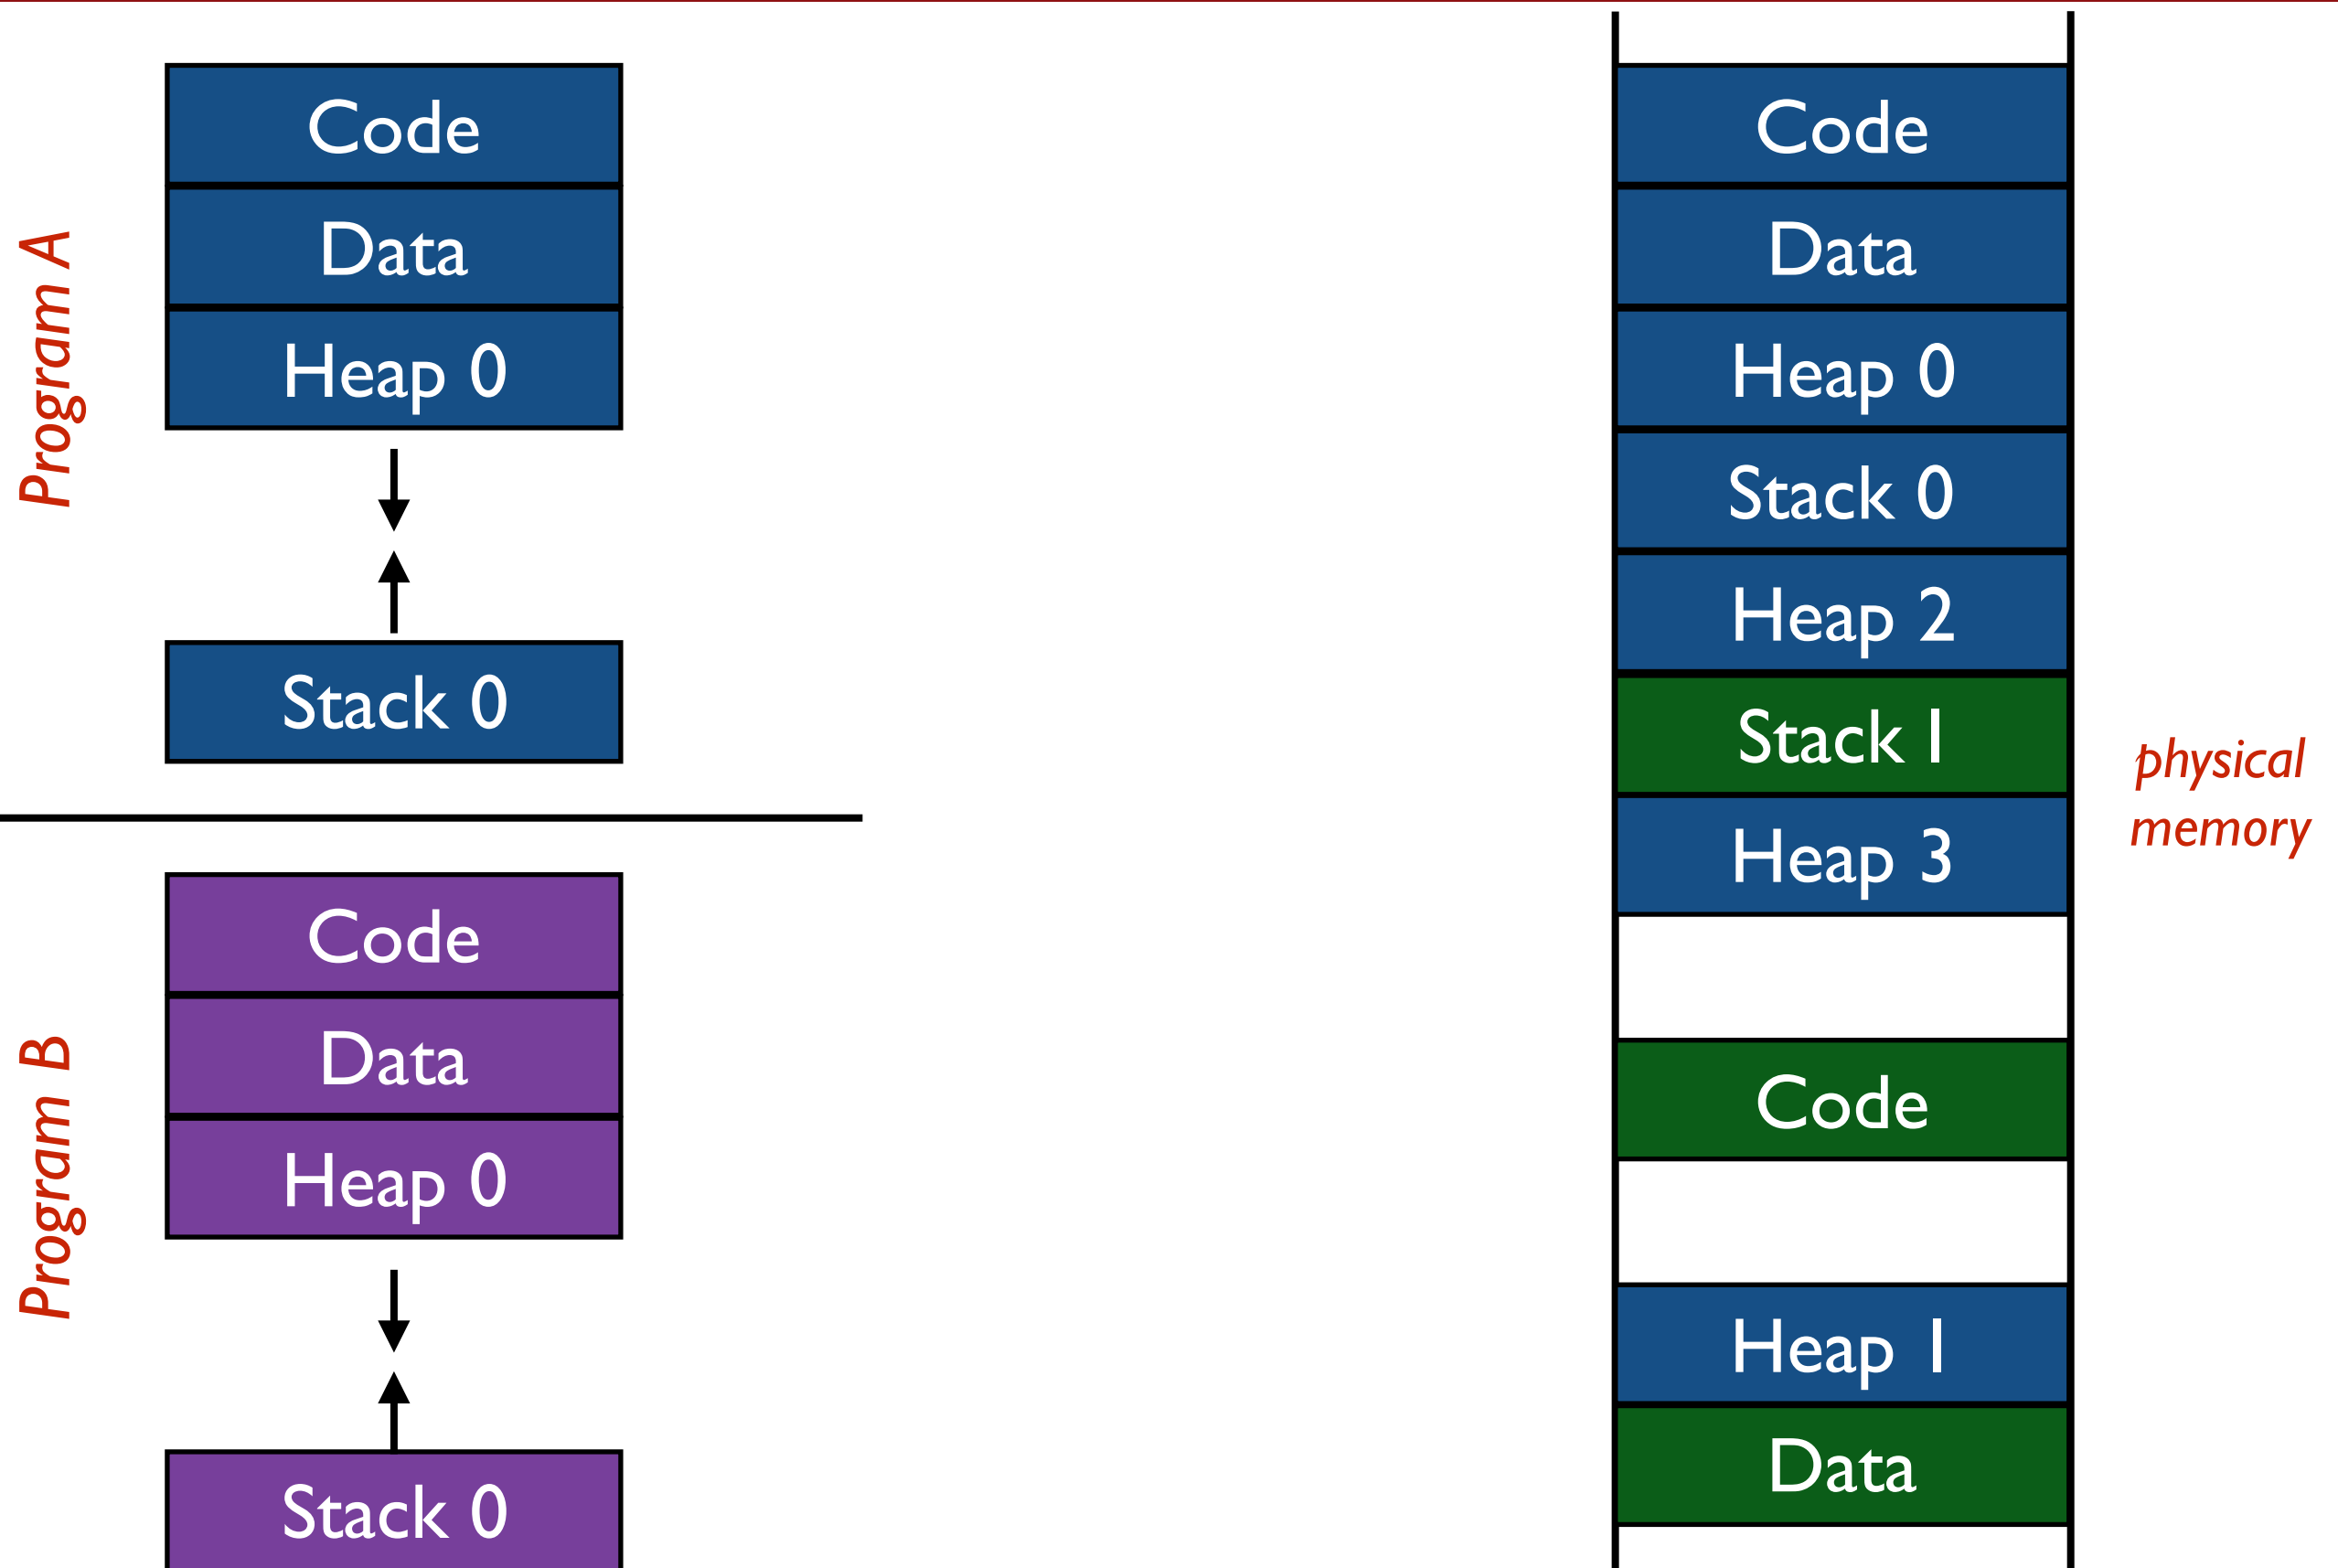 Program A
Code
Data
Heap 0
Stack 0
Program B
Code
Data
Heap 0
Stack 0
Code
Data
Heap 0
Stack 0
Heap 2
Stack 1
Heap 3
Code
Heap 1
Data
physical
memory